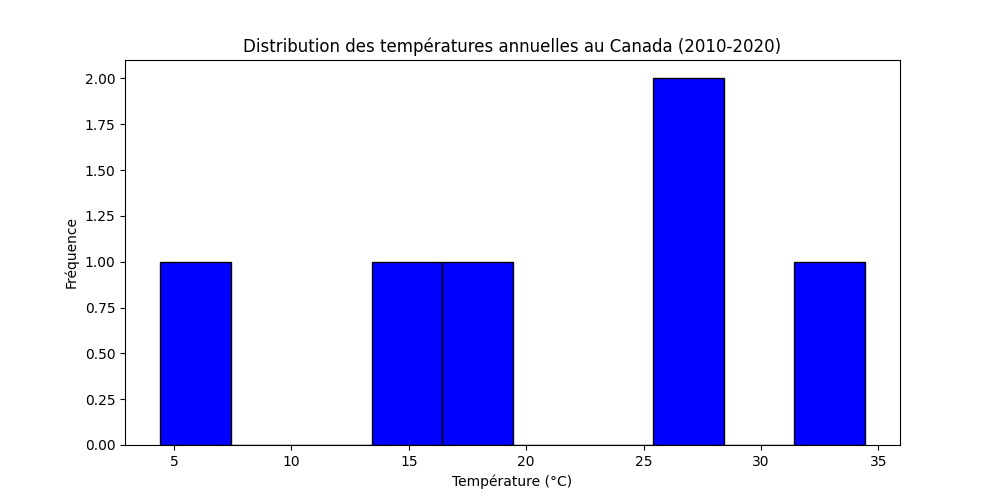 Distribution des températures annuelles au Canada (2010-2020)
2.00
1.75
1.50
1.25
1.00
0.75
0.50
0.25
0.00
Fréquence
5 10 15 20 25 30 35
Température (°C)